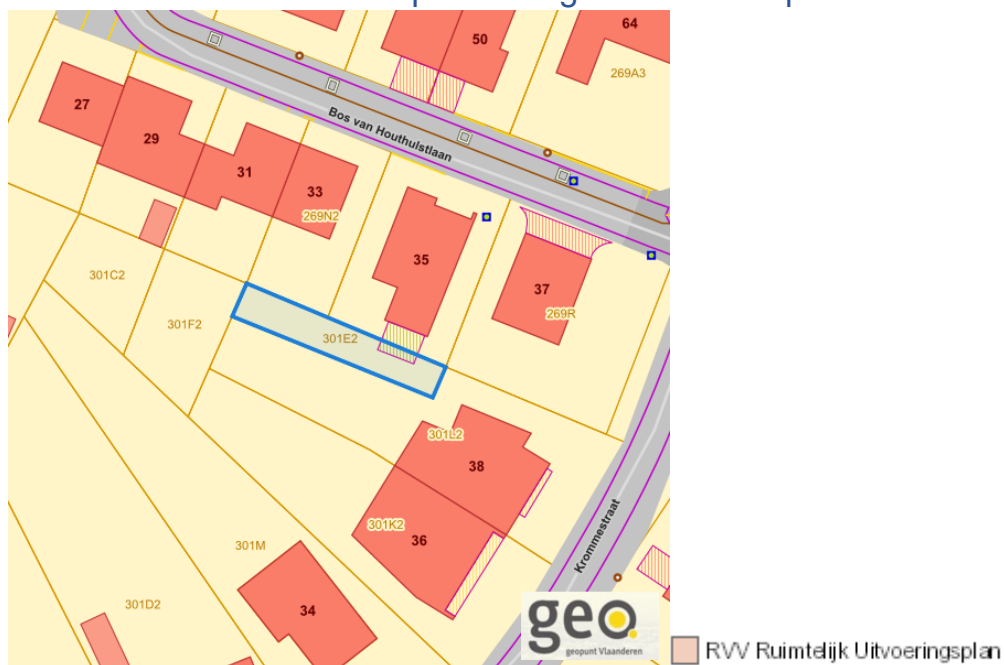 50
64
269A3
27
29
31
33
269N2
Bos van Houthulstlaan
35
37
269R
301C2
301F2
301E2
301L2
38
301K2
36
Krommestraat
301M
34
301D2
geo.
geopunt Vlaanderen
RVV Ruimtelijk Uitvoeringsplan